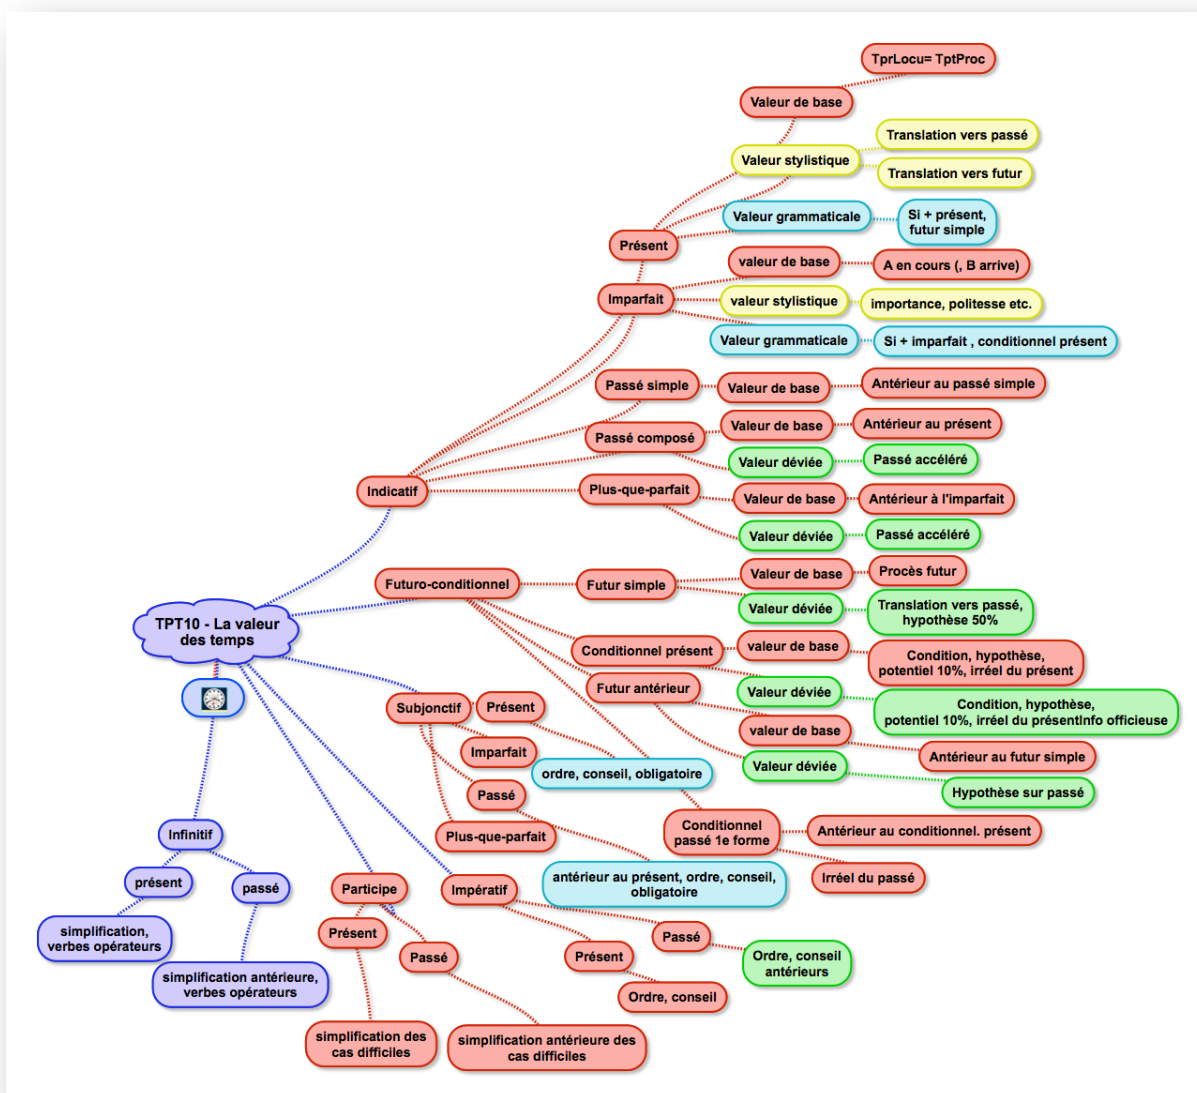 TprLocu= TptProc
Valeur de base
Valeur stylistique
Translation vers passé
Translation vers futur
Valeur grammaticale
Si + présent,
futur simple
Présent
valeur de base
A en cours (, B arrive)
Imparfait
valeur stylistique
importance, politesse etc.
Valeur grammaticale
Si + imparfait , conditionnel présent
Passé simple
Valeur de base
Antérieur au passé simple
Passé composé
Valeur de base
Antérieur au présent
Valeur déviée
Passé accéléré
Indicatif
Plus-que-parfait
Valeur de base
Antérieur à l'imparfait
Valeur déviée
Passé accéléré
Futuro-conditionnel
Futur simple
Valeur de base
Procès futur
Valeur déviée
Translation vers passé,
hypothèse 50%
TPT10 - La valeur
des temps
Conditionnel présent
valeur de base
Condition, hypothèse,
potentiel 10%, irréel du présent
Futur antérieur
Valeur déviée
Condition, hypothèse,
potentiel 10%, irréel du présentInfo officieuse
valeur de base
Antérieur au futur simple
Valeur déviée
Hypothèse sur passé
Subjonctif
Présent
Imparfait
ordre, conseil, obligatoire
Passé
Plus-que-parfait
Conditionnel
passé 1e forme
Antérieur au conditionnel. présent
Irréel du passé
antérieur au présent, ordre, conseil,
obligatoire
Infinitif
présent
passé
simplification,
verbes opérateurs
simplification antérieure,
verbes opérateurs
Participe
Présent
Passé
simplification des
cas difficiles
simplification antérieure des
cas difficiles
Impératif
Passé
Présent
Ordre, conseil
antérieurs
Ordre, conseil